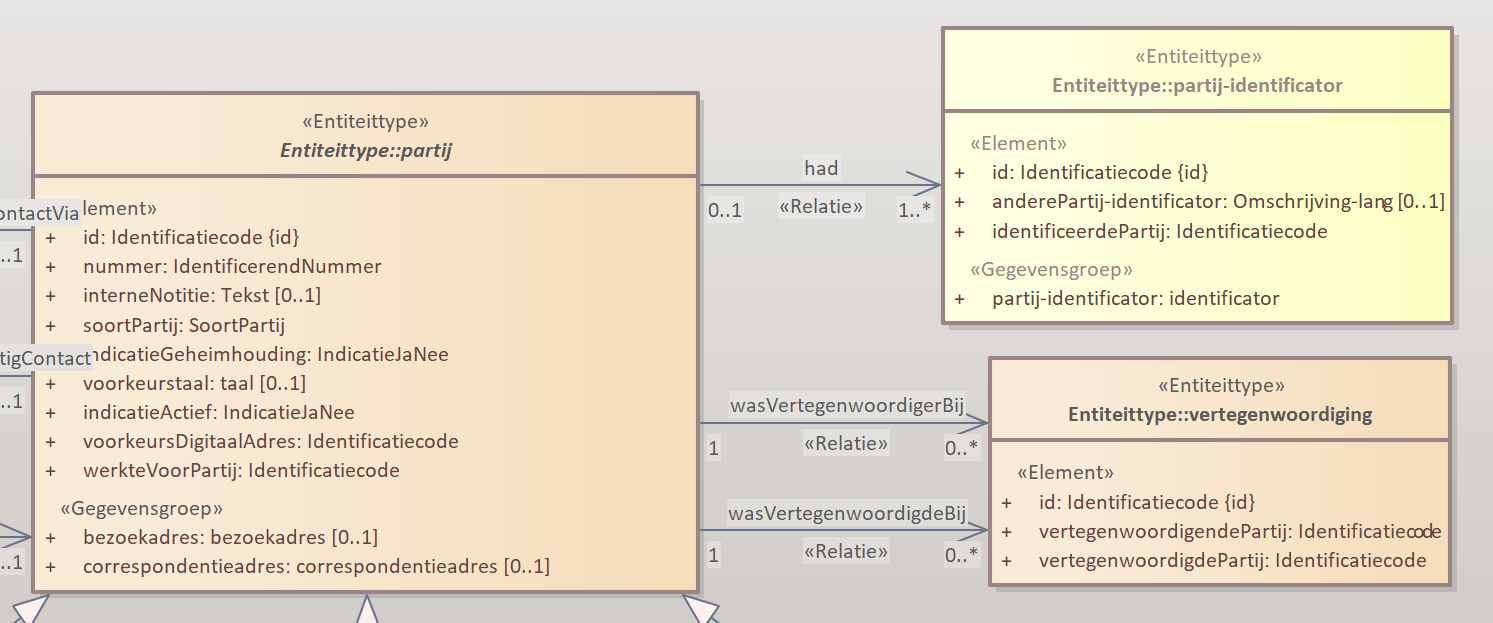 «Entiteittype»
Entiteittype::partij
lement»
+ id: Identificatiecode {id}
+ nummer: IdentificerendNummer
+ interneNotitie: Tekst [0..1]
+ soortPartij: SoortPartij
ndicatieGeheimhouding: IndicatieJaNee
+ voorkeurstaal: taal [0..1]
+ indicatieActief: IndicatieJaNee
+ voorkeursDigitaalAdres: Identificatiecode
+ werkteVoorPartij: Identificatiecode
«Gegevensgroep»
+ bezoekadres: bezoekadres [0..1]
+ correspondentieadres: correspondentieadres [0..1]
ontactVia
..1
tigContact
..1
..1
had
0..1 «Relatie» 1..*
«Entiteittype»
Entiteittype::partij-identificator
«Element»
+ id: Identificatiecode {id}
+ anderePartij-identificator: Omschrijving-lang [0..1]
+ identificeerdePartij: Identificatiecode
«Gegevensgroep»
+ partij-identificator: identificator
wasVertegenwoordigerBij
1 «Relatie» 0..*
wasVertegenwoordigdeBij
1 «Relatie» 0..*
«Entiteittype»
Entiteittype::vertegenwoordiging
«Element»
+ id: Identificatiecode {id}
+ vertegenwoordigendePartij: Identificatiecode
+ vertegenwoordigdePartij: Identificatiecode